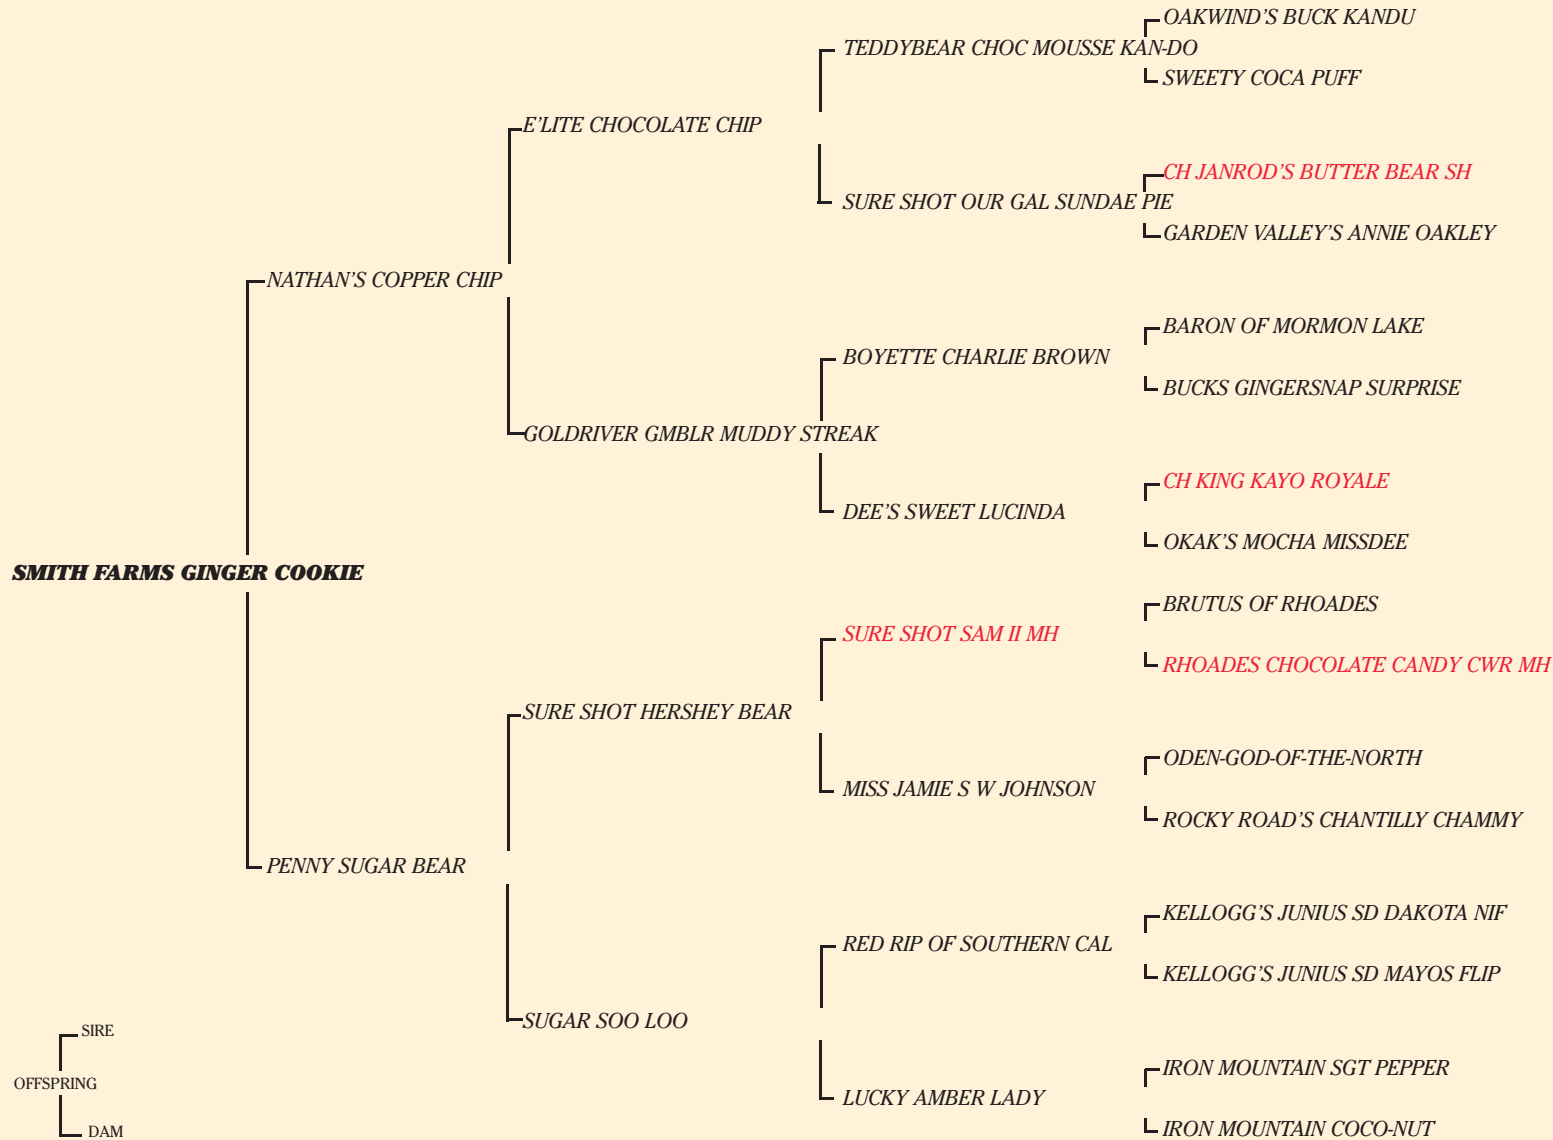 OAKWIND'S BUCK KANDU
TEDDYBEAR CHOC MOUSSE KAN-DO
SWEETY COCA PUFF
E'LITE CHOCOLATE CHIP
CH JANROD'S BUTTER BEAR SH
SURE SHOT OUR GAL SUNDAE PIE
GARDEN VALLEY'S ANNIE OAKLEY
NATHAN'S COPPER CHIP
BARON OF MORMON LAKE
BOYETTE CHARLIE BROWN
BUCKS GINGERSNAP SURPRISE
GOLDRIVER GMBLR MUDDY STREAK
CH KING KAYO ROYALE
DEE'S SWEET LUCINDA
OKAK'S MOCHA MISSDEE
SMITH FARMS GINGER COOKIE
BRUTUS OF RHOADES
SURE SHOT SAM II MH
RHOADES CHOCOLATE CANDY CWR MH
SURE SHOT HERSHEY BEAR
ODEN-GOD-OF-THE-NORTH
MISS JAMIE S W JOHNSON
ROCKY ROAD'S CHANTILLY CHAMMY
PENNY SUGAR BEAR
KELLOGG'S JUNIUS SD DAKOTA NIF
RED RIP OF SOUTHERN CAL
KELLOGG'S JUNIUS SD MAYOS FLIP
SUGAR SOO LOO
IRON MOUNTAIN SGT PEPPER
LUCKY AMBER LADY
IRON MOUNTAIN COCO-NUT
SIRE
OFFSPRING
DAM